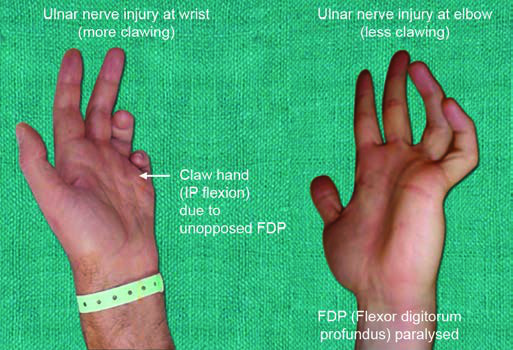 Ulnar nerve injury at wrist
(more clawing)
Ulnar nerve injury at elbow
(less clawing)
Claw hand
(IP flexion)
due to
unopposed FDP
FDP (Flexor digitorum
profundus) paralysed